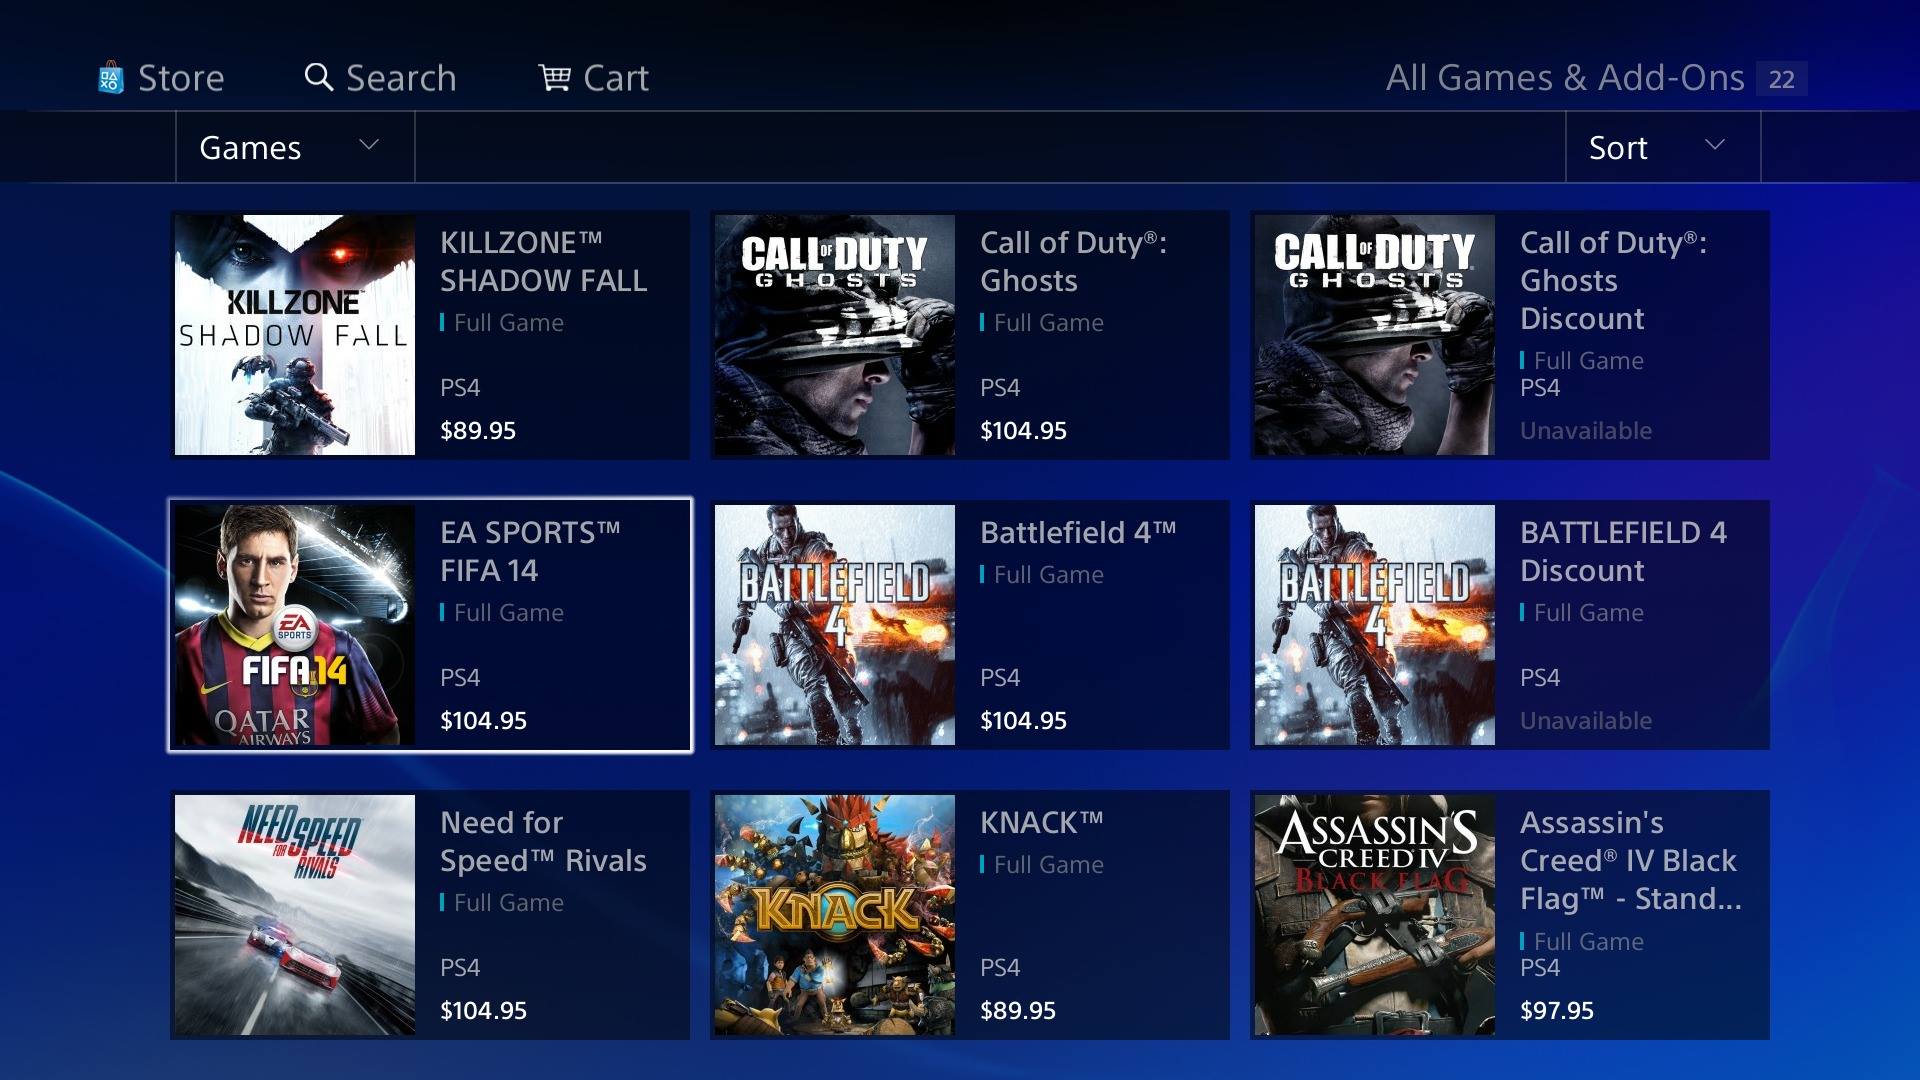 Store
Search
Cart
All Games & Add-Ons 22
Games
Sort
KILLZONE
SHADOW FALL
KILLZONE™
SHADOW FALL
Full Game
PS4
$89.95
CALL OF DUTY
GHOSTS
Call of Duty®:
Ghosts
Full Game
PS4
$104.95
CALL OF DUTY
GHOSTS
Call of Duty®:
Ghosts
Discount
Full Game
PS4
Unavailable
EA
SPORTS
FIFA 14
QATAR
AIRWAYS
EA SPORTS™
FIFA 14
Full Game
PS4
$104.95
BATTLEFIELD
4
Battlefield 4™
Full Game
PS4
$104.95
BATTLEFIELD
4
BATTLEFIELD 4
Discount
Full Game
PS4
Unavailable
NEED
FOR SPEED
RIVALS
Need for
Speed™ Rivals
Full Game
PS4
$104.95
KNACK
KNACK™
Full Game
PS4
$89.95
ASSASSIN'S
CREED IV
BLACK FLAG
Assassin's
Creed® IV Black
Flag™ - Stand...
Full Game
PS4
$97.95